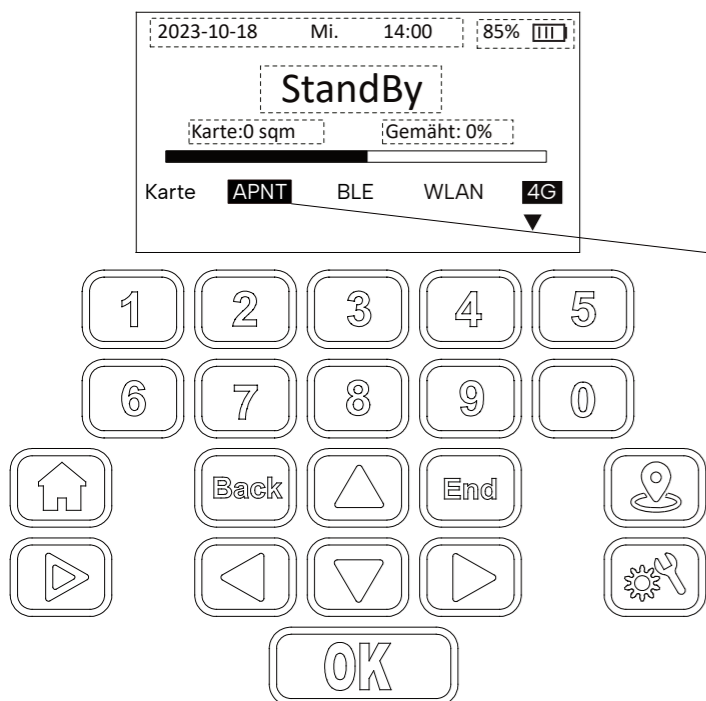 2023-10-18 Mi. 14:00 85%
StandBy
Karte:0 sqm Gemäht: 0%
Karte APNT BLE WLAN 4G
1 2 3 4 5
6 7 8 9 0
Back End
OK